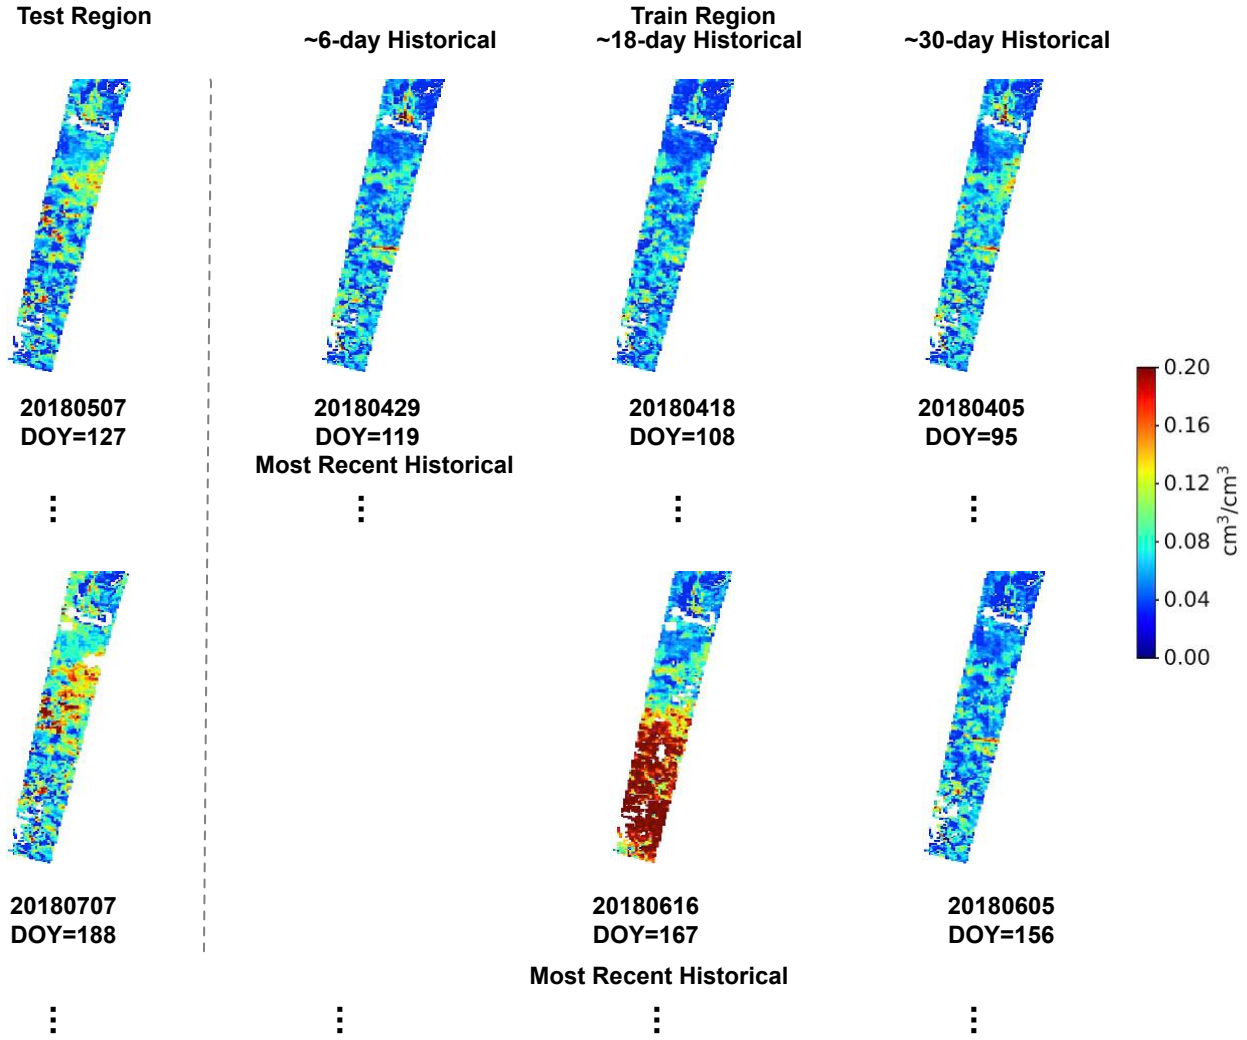 Test Region
Train Region
~6-day Historical
~18-day Historical
~30-day Historical
20180507
DOY=127
20180429
DOY=119
Most Recent Historical
20180418
DOY=108
20180405
DOY=95
0.20
0.16
0.12
0.08
0.04
0.00
cm³/cm³
20180707
DOY=188
20180616
DOY=167
Most Recent Historical
20180605
DOY=156